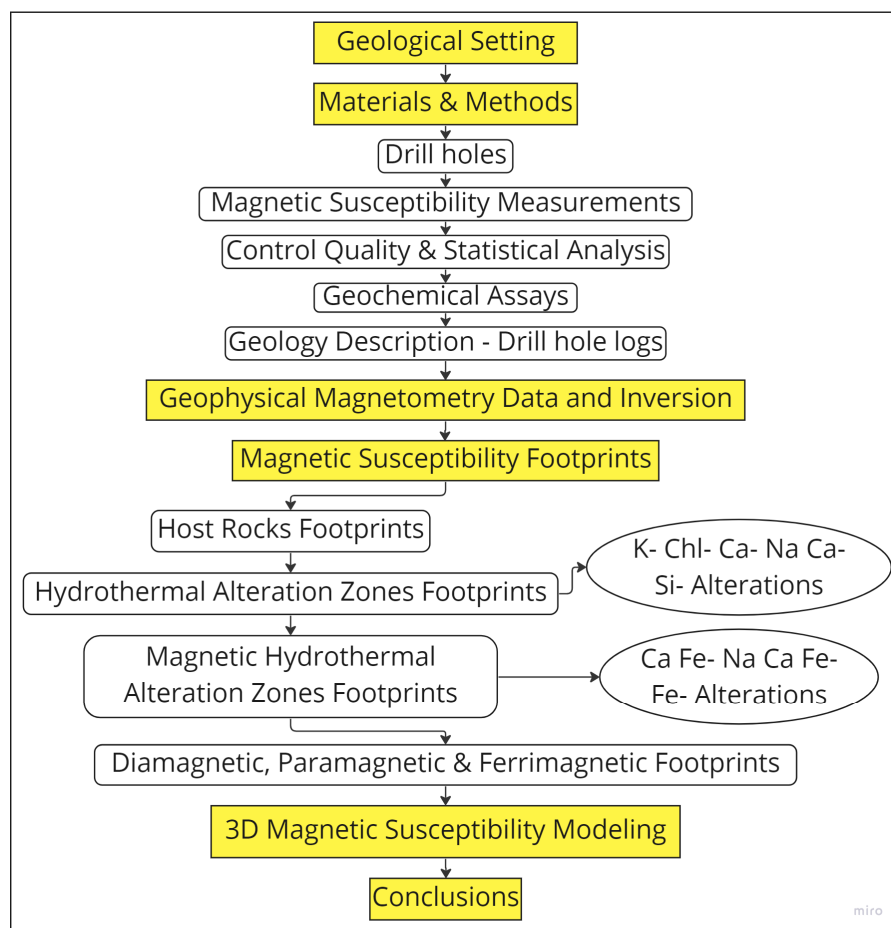 Geological Setting
Materials & Methods
Drill holes
Magnetic Susceptibility Measurements
Control Quality & Statistical Analysis
Geochemical Assays
Geology Description - Drill hole logs
Geophysical Magnetometry Data and Inversion
Magnetic Susceptibility Footprints
Host Rocks Footprints
Hydrothermal Alteration Zones Footprints
K- Chl- Ca- Na Ca-
Si- Alterations
Magnetic Hydrothermal
Alteration Zones Footprints
Ca Fe- Na Ca Fe-
Fe- Alterations
Diamagnetic, Paramagnetic & Ferrimagnetic Footprints
3D Magnetic Susceptibility Modeling
Conclusions
miro